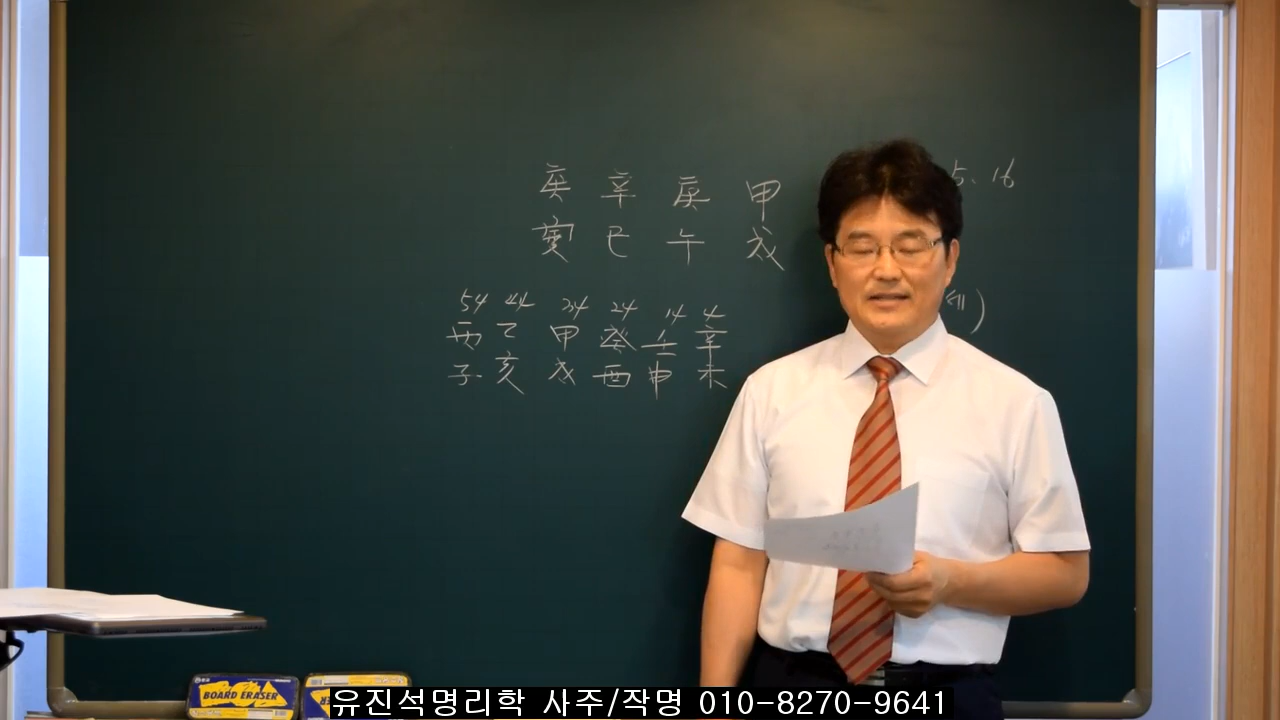 庚 辛 庚 甲 5. 16
寅 巳 午 戌
54 44 34 24 14 4
丙 乙 甲 癸 壬 辛
子 亥 戌 酉 申 未
BOARD ERASER
유진석명리학 사주/작명 010-8270-9641